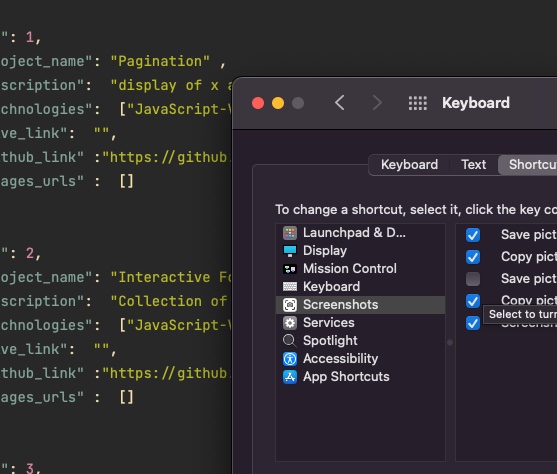 ": 1,
oject_name": "Pagination" ,
scription": "display of x a
chnologies": ["JavaScript-V
ve_link": "",
thub_link" :"https://github.
ages_urls" : []
": 2,
oject_name": "Interactive Fo
scription": "Collection of
chnologies": ["JavaScript-V
ve_link": "",
thub_link" :"https://github.
ages_urls" : []
": 3,
Keyboard
Keyboard Text Shortcu
To change a shortcut, select it, click the key co
Launchpad & D...
Display
Mission Control
Keyboard
Screenshots
Services
Spotlight
Accessibility
App Shortcuts
Save pict
Copy pict
Save pict
Copy pict
Select to turn